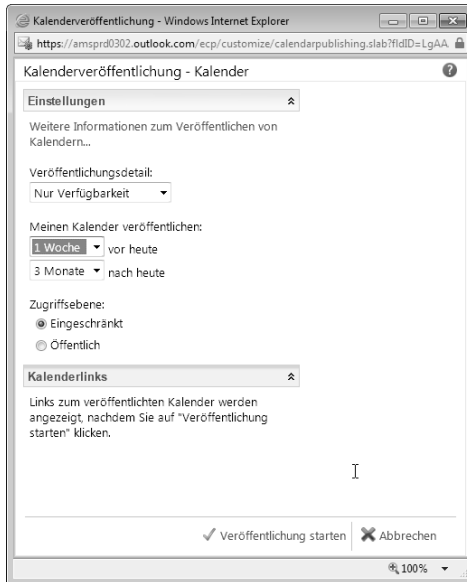 Kalenderveröffentlichung - Windows Internet Explorer
https://amsprd0302.outlook.com/ecp/customize/calendarpublishing.slab?fldID=LgAA
Kalenderveröffentlichung - Kalender
Einstellungen
Weitere Informationen zum Veröffentlichen von
Kalendern...
Veröffentlichungsdetail:
Nur Verfügbarkeit
Meinen Kalender veröffentlichen:
1 Woche vor heute
3 Monate nach heute
Zugriffsebene:
Eingeschränkt
Öffentlich
Kalenderlinks
Links zum veröffentlichten Kalender werden
angezeigt, nachdem Sie auf "Veröffentlichung
starten" klicken.
Veröffentlichung starten Abbrechen
100%